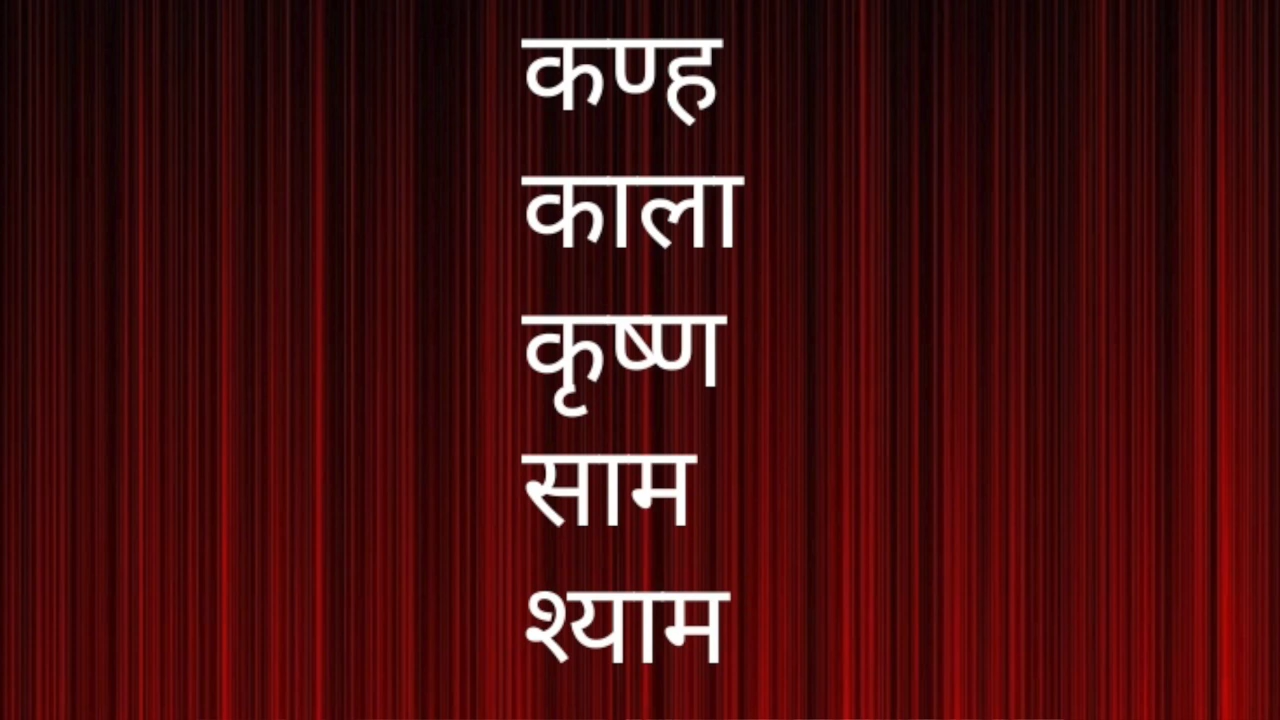 कण्ह
काला
कृष्ण
साम
श्याम